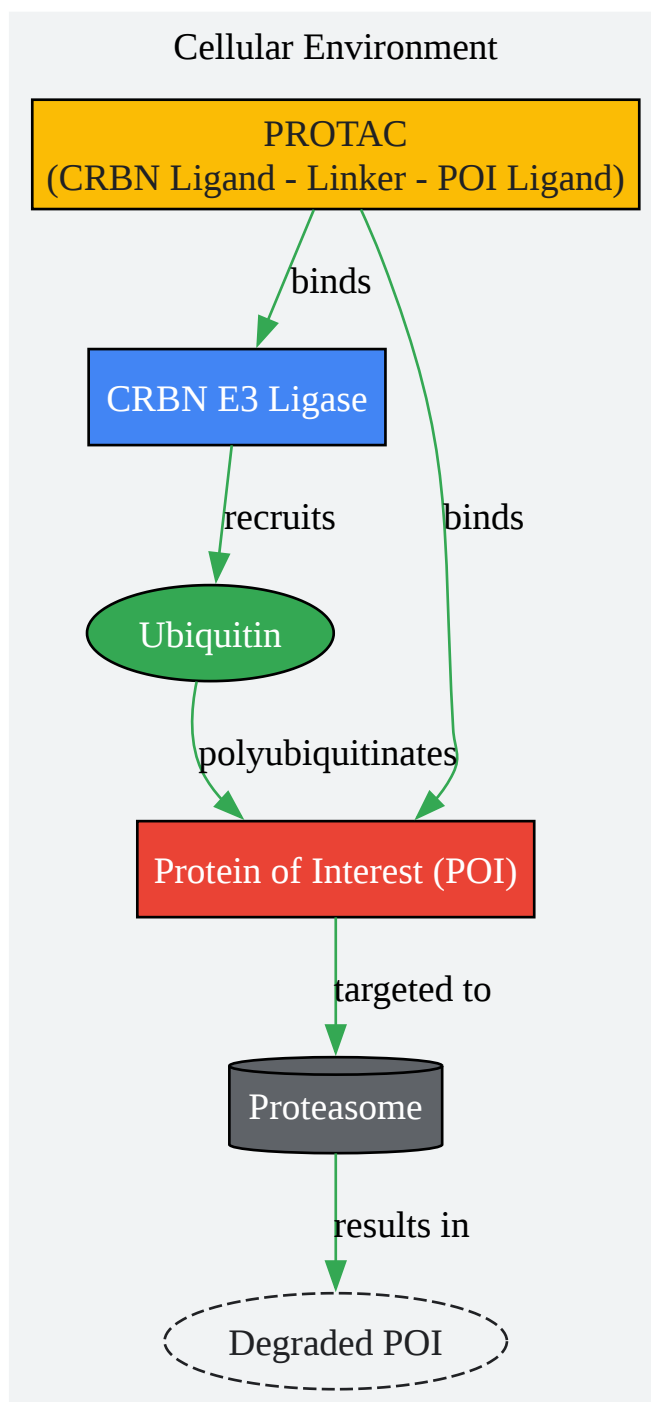 Cellular Environment
PROTAC
(CRBN Ligand - Linker - POI Ligand)
binds
CRBN E3 Ligase
recruits
binds
Ubiquitin
polyubiquitinates
Protein of Interest (POI)
targeted to
Proteasome
results in
Degraded POI